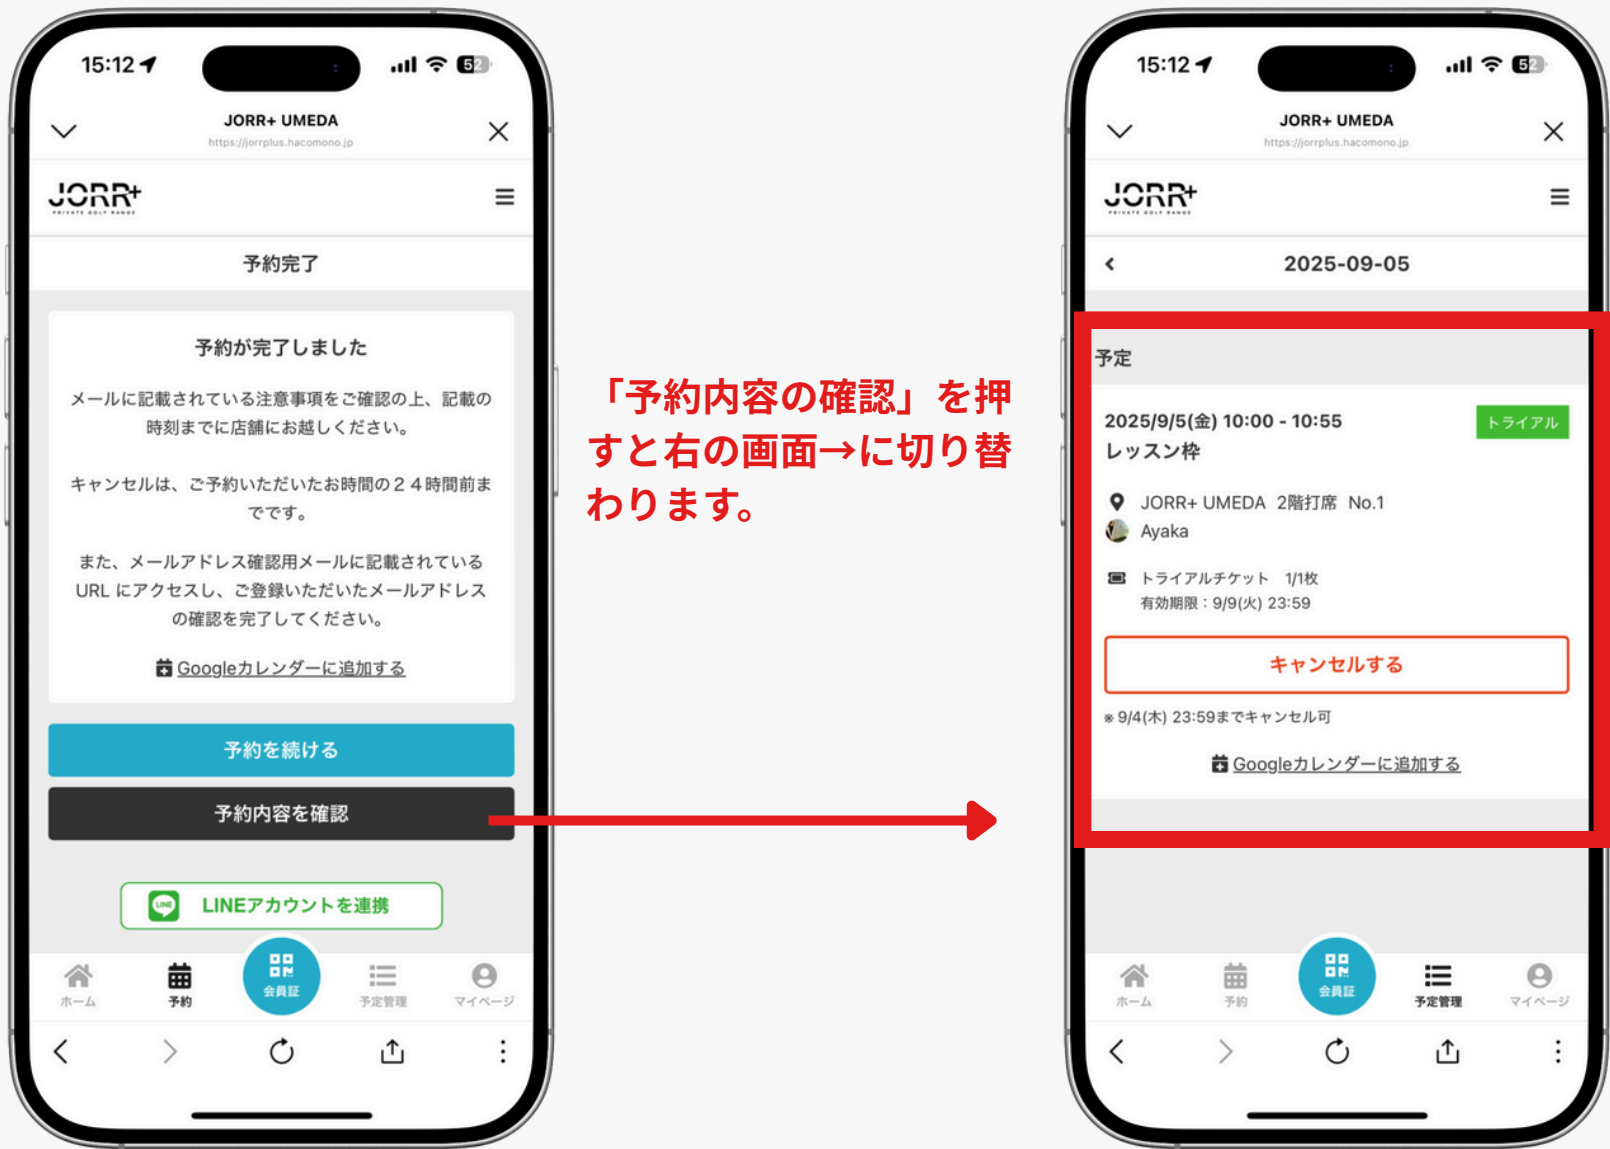 15:12
52
JORR+ UMEDA
https://jorrplus.hacomono.jp
JORR+
PRIVATE GOLF RANGE
予約完了
予約が完了しました
メールに記載されている注意事項をご確認の上、記載の
時刻までに店舗にお越しください。
キャンセルは、ご予約いただいたお時間の２４時間前ま
でです。
また、メールアドレス確認用メールに記載されている
URL にアクセスし、ご登録いただいたメールアドレス
の確認を完了してください。
Googleカレンダーに追加する
予約を続ける
予約内容を確認
LINE
LINEアカウントを連携
ホーム
予約
会員証
予定管理
マイページ
「予約内容の確認」を押
すと右の画面→に切り替
わります。
15:12
52
JORR+ UMEDA
https://jorrplus.hacomono.jp
JORR+
PRIVATE GOLF RANGE
2025-09-05
予定
2025/9/5(金) 10:00 - 10:55
トライアル
レッスン枠
JORR+ UMEDA 2階打席 No.1
Ayaka
トライアルチケット 1/1枚
有効期限：9/9(火) 23:59
キャンセルする
※ 9/4(木) 23:59までキャンセル可
Googleカレンダーに追加する
ホーム
予約
会員証
予定管理
マイページ